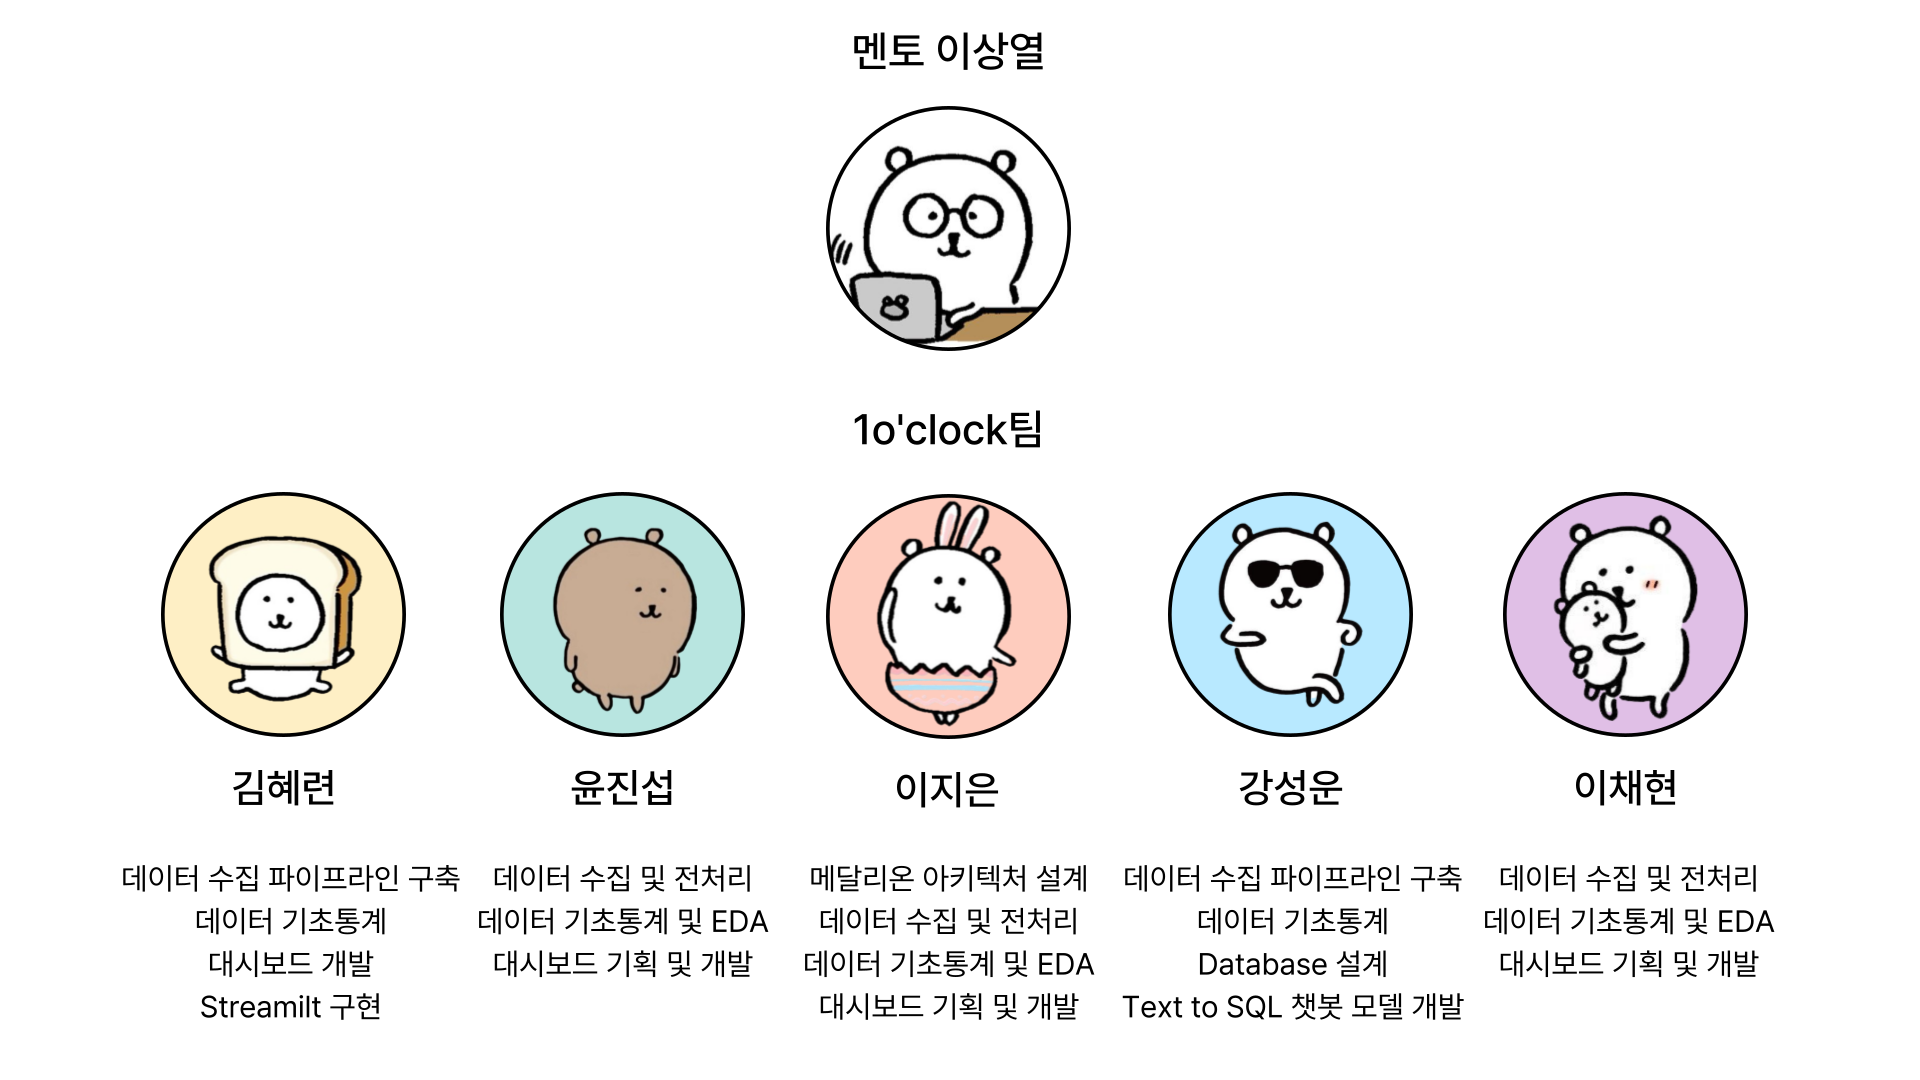 멘토 이상열
1o'clock팀
김혜련
데이터 수집 파이프라인 구축
데이터 기초통계
대시보드 개발
Streamilt 구현
윤진섭
데이터 수집 및 전처리
데이터 기초통계 및 EDA
대시보드 기획 및 개발
이지은
메달리온 아키텍처 설계
데이터 수집 및 전처리
데이터 기초통계 및 EDA
대시보드 기획 및 개발
강성운
데이터 수집 파이프라인 구축
데이터 기초통계
Database 설계
Text to SQL 챗봇 모델 개발
이채현
데이터 수집 및 전처리
데이터 기초통계 및 EDA
대시보드 기획 및 개발